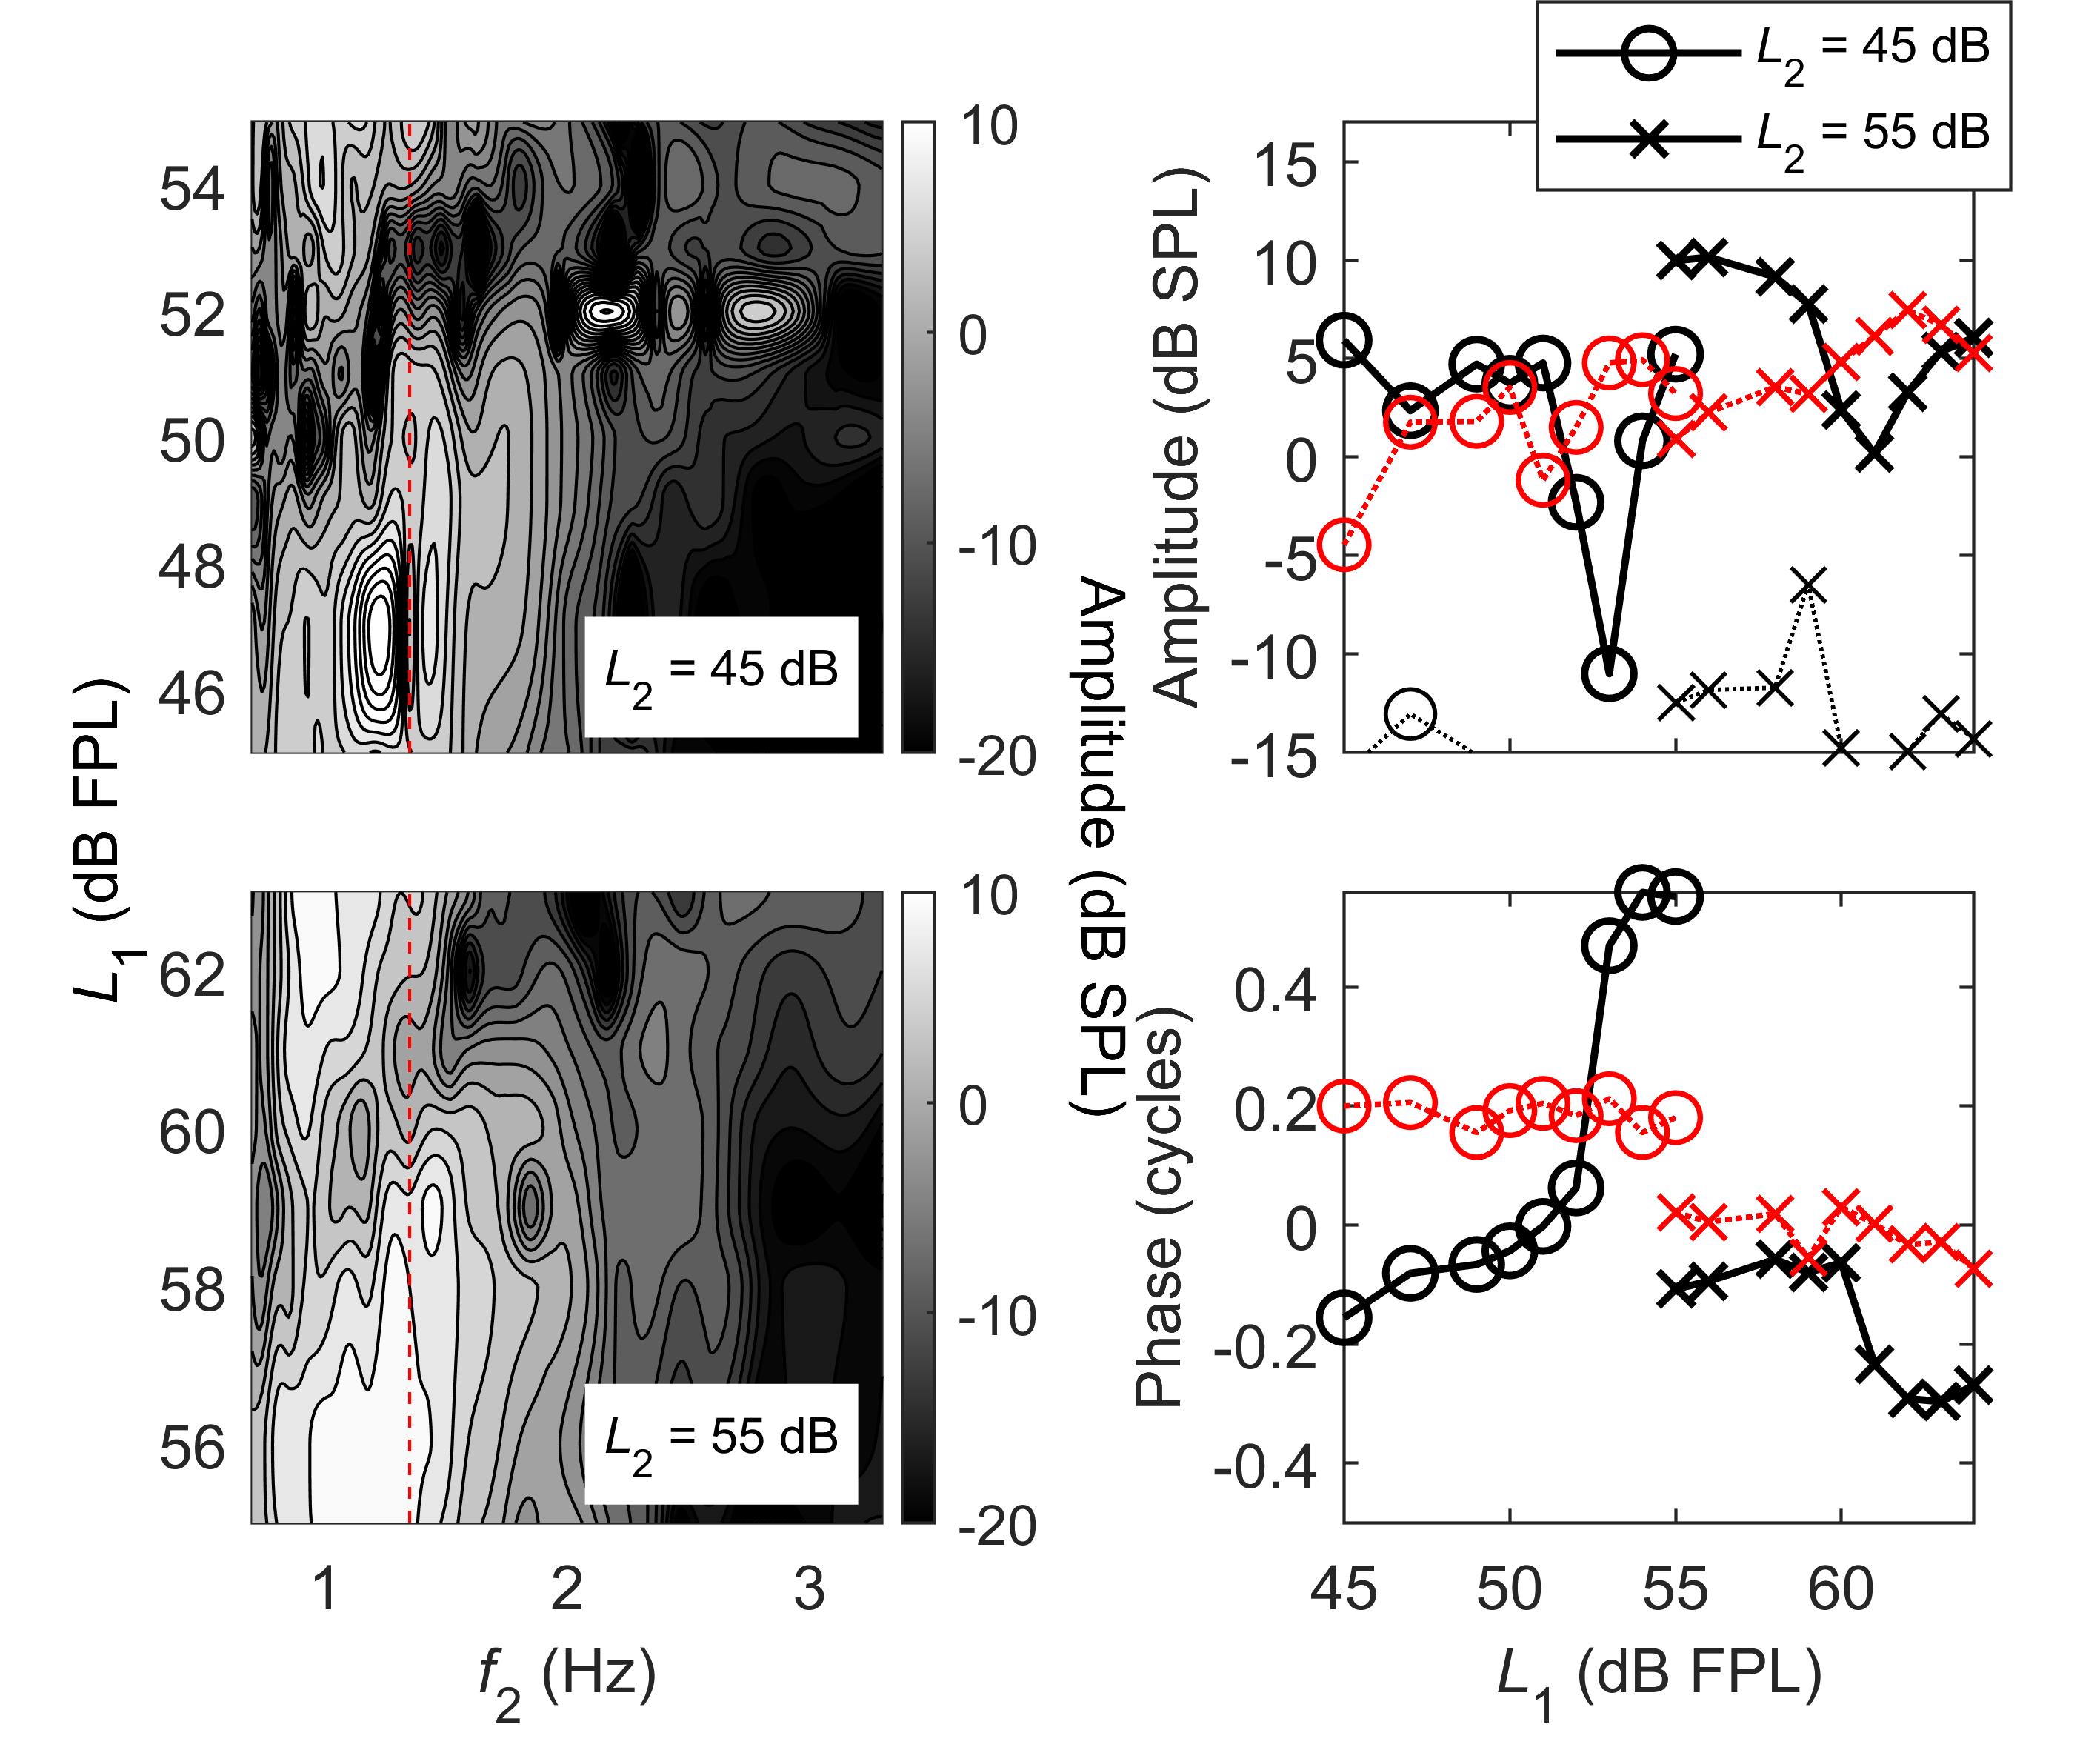 L2 = 45 dB
L2 = 55 dB
54
52
50
48
46
L2 = 45 dB
10
0
-10
-20
L1 (dB FPL)
62
60
58
56
L2 = 55 dB
10
0
-10
-20
1 2 3
f2 (Hz)
Amplitude (dB SPL)
Amplitude (dB SPL)
15
10
5
0
-5
-10
-15
Phase (cycles)
0.4
0.2
0
-0.2
-0.4
45 50 55 60
L1 (dB FPL)